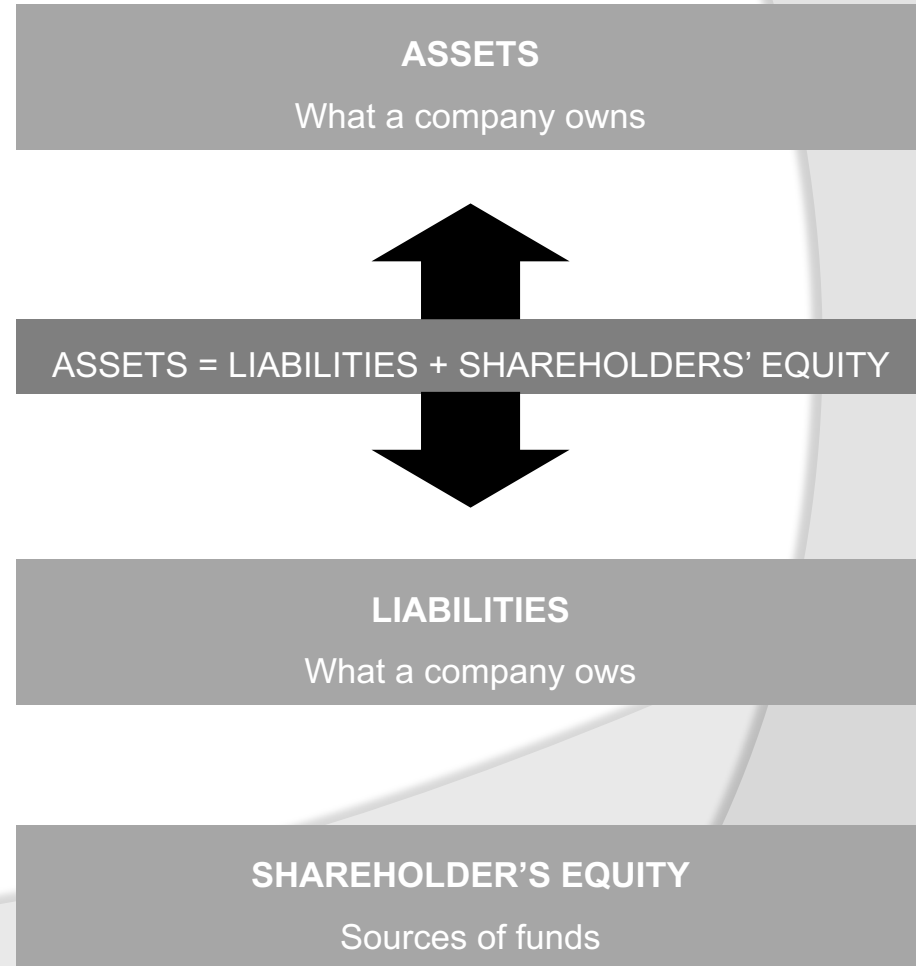 ASSETS
What a company owns
ASSETS = LIABILITIES + SHAREHOLDERS’ EQUITY
LIABILITIES
What a company ows
SHAREHOLDER’S EQUITY
Sources of funds